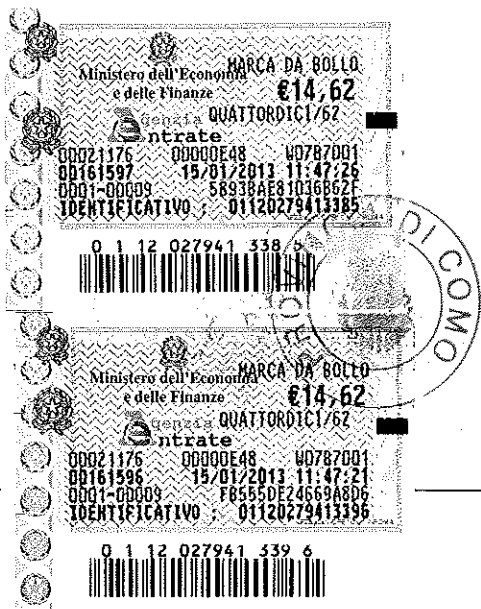 Ministero dell'Economia
e delle Finanze
MARCA DA BOLLO
€14,62
Agenzia
Entrate
QUATTORDICI/62
00021176 00000E48 W0787001
00161597 15/01/2013 11:47:26
0001-00009 5893BAE81036B62F
IDENTIFICATIVO : 01120279413385
0 1 12 027941 338 5
DI COMO
Ministero dell'Economia
e delle Finanze
MARCA DA BOLLO
€14,62
Agenzia
Entrate
QUATTORDICI/62
00021176 00000E48 W0787001
00161596 15/01/2013 11:47:21
0001-00009 FB555DE24669A8D6
IDENTIFICATIVO : 01120279413396
0 1 12 027941 339 6